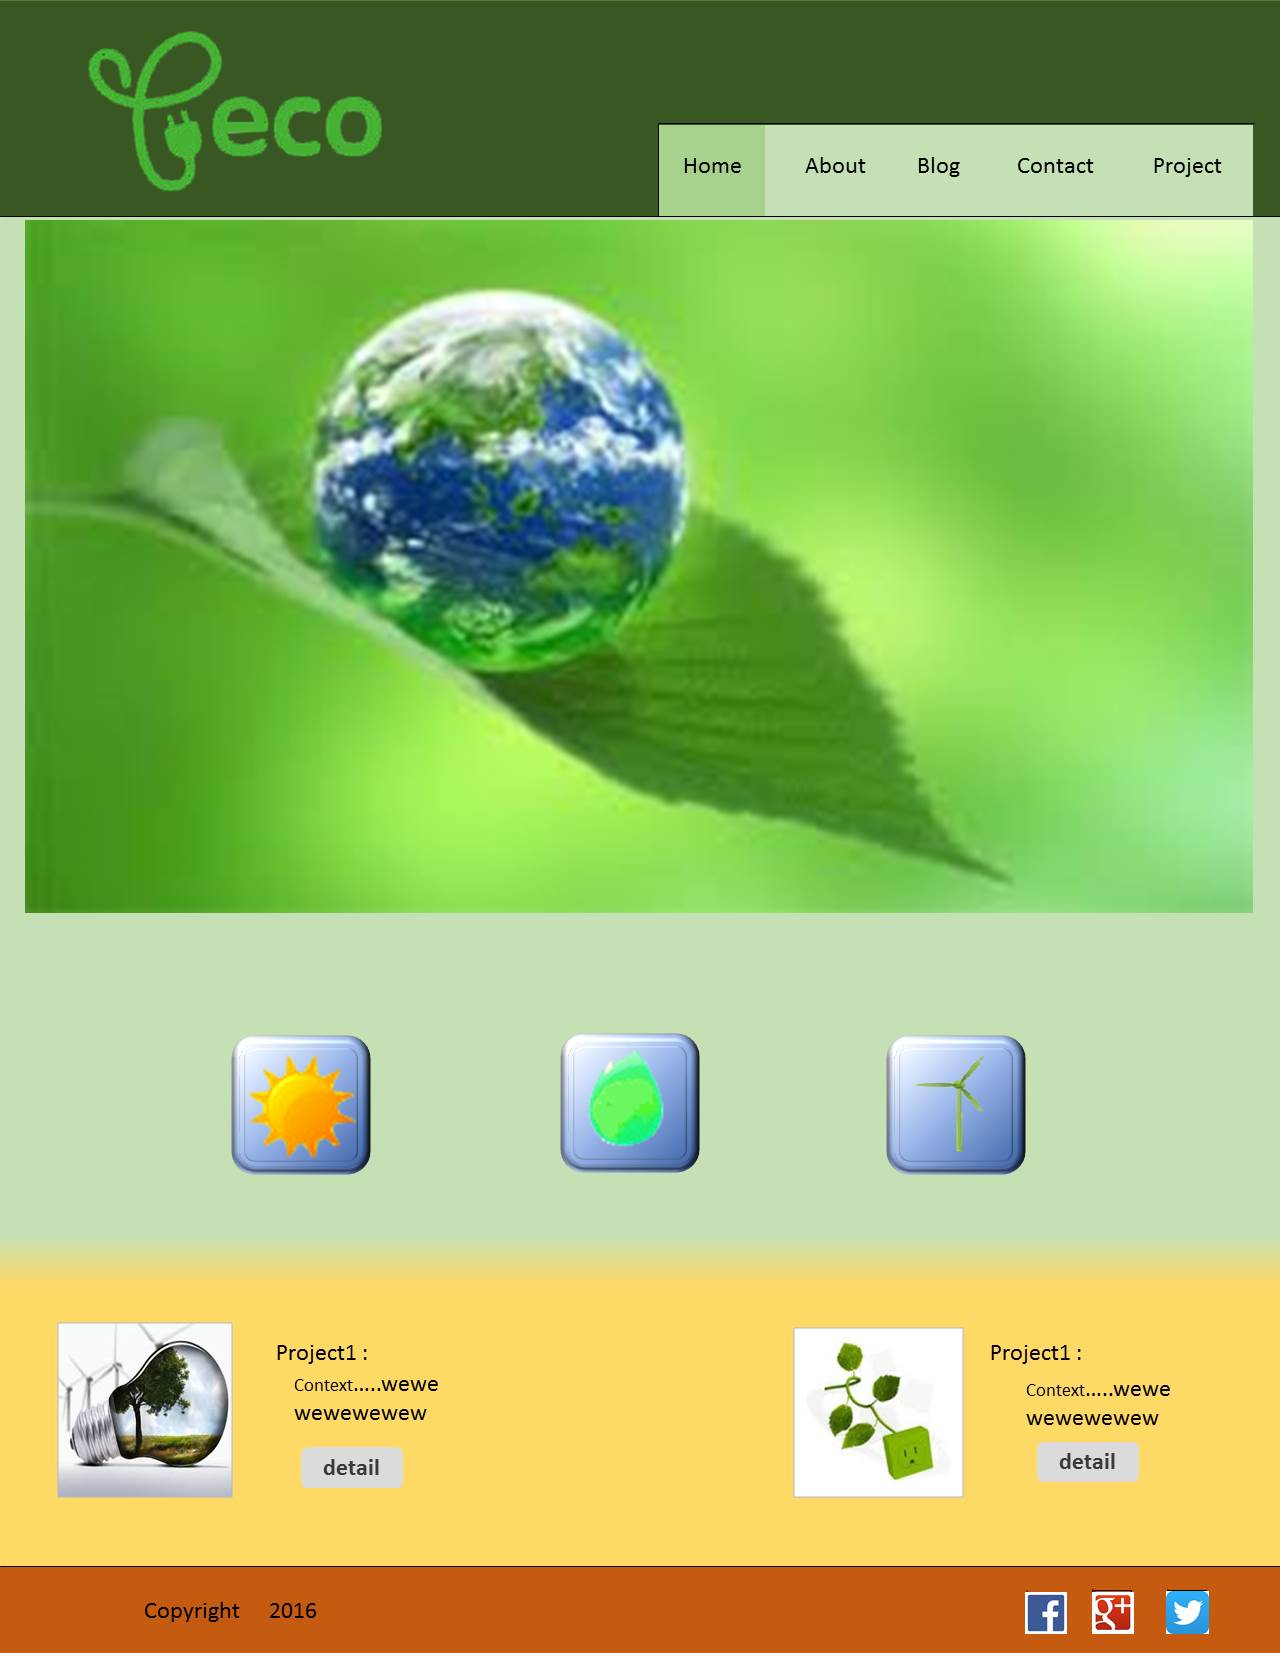 eco
Home About Blog Contact Project
Project1 :
Context.....wewe
wewewewew
detail
Project1 :
Context.....wewe
wewewewew
detail
Copyright 2016
f
g+